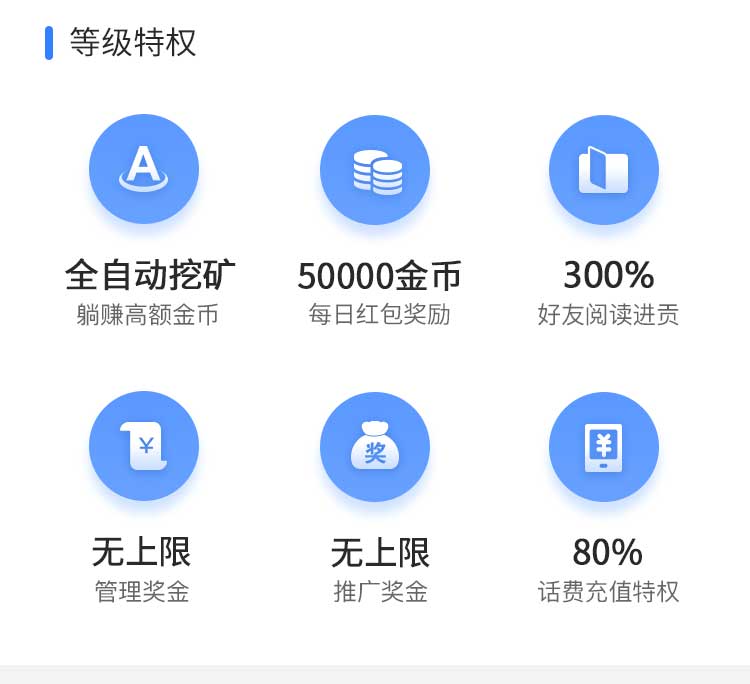 等级特权
A
全自动挖矿
躺赚高额金币
50000金币
每日红包奖励
300%
好友阅读进贡
¥
无上限
管理奖金
奖
无上限
推广奖金
¥
80%
话费充值特权